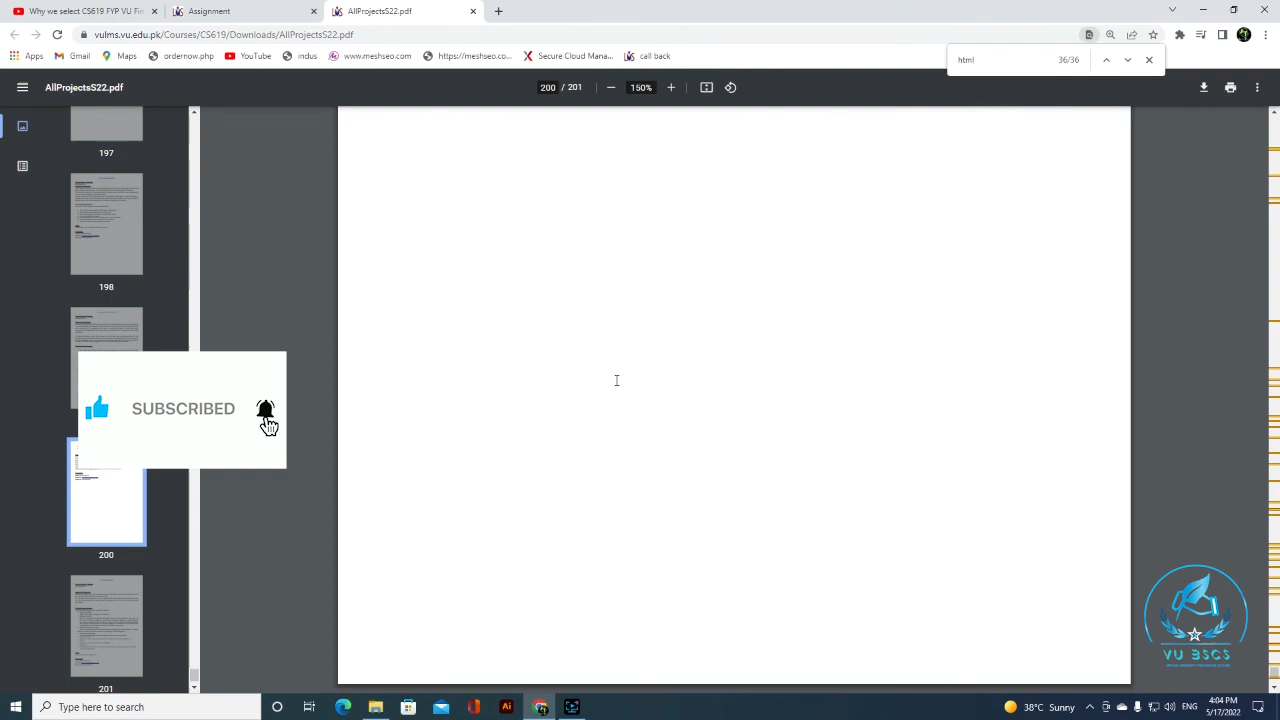 Why we select CS619 FYP VU Fin
Assignment
AllProjectsS22.pdf
vulms.vu.edu.pk/Courses/CS619/Downloads/AllProjectsS22.pdf
Apps
Gmail
Maps
ordernow.php
YouTube
indus
www.meshseo.com
https://meshseo.co...
Secure Cloud Mana...
call back
html
36/36
AllProjectsS22.pdf
200 / 201
150%
197
198
SUBSCRIBED
200
201
VU BSCS
Type here to search
38°C Sunny
ENG
4:04 PM
5/17/2022